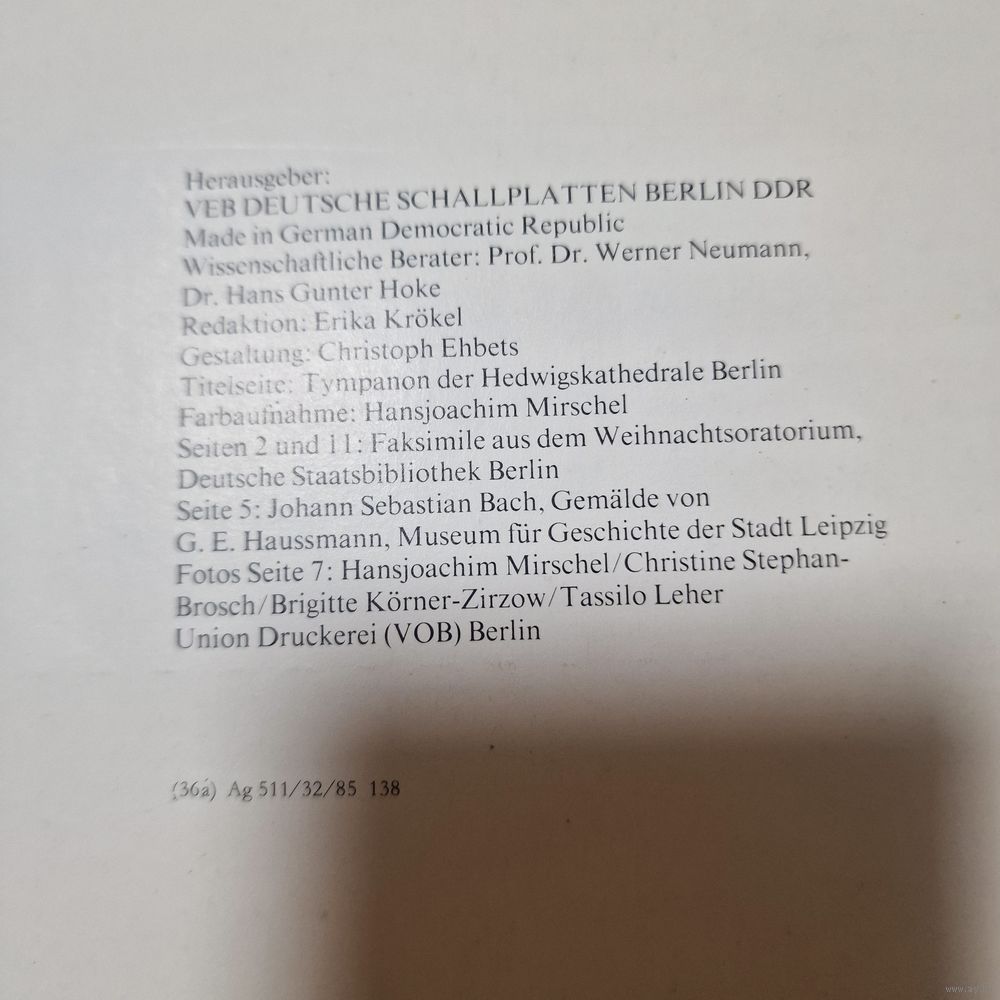 Herausgeber:
VEB DEUTSCHE SCHALLPLATTEN BERLIN DDR
Made in German Democratic Republic
Wissenschaftliche Berater: Prof. Dr. Werner Neumann,
Dr. Hans Gunter Hoke
Redaktion: Erika Krökel
Gestaltung: Christoph Ehbets
Titelseite: Tympanon der Hedwigskathedrale Berlin
Farbaufnahme: Hansjoachim Mirschel
Seiten 2 und 11: Faksimile aus dem Weihnachtsoratorium,
Deutsche Staatsbibliothek Berlin
Seite 5: Johann Sebastian Bach, Gemälde von
G. E. Haussmann, Museum für Geschichte der Stadt Leipzig
Fotos Seite 7: Hansjoachim Mirschel/Christine Stephan-
Brosch/Brigitte Körner-Zirzow/Tassilo Leher
Union Druckerei (VOB) Berlin
(36á) Ag 511/32/85 138